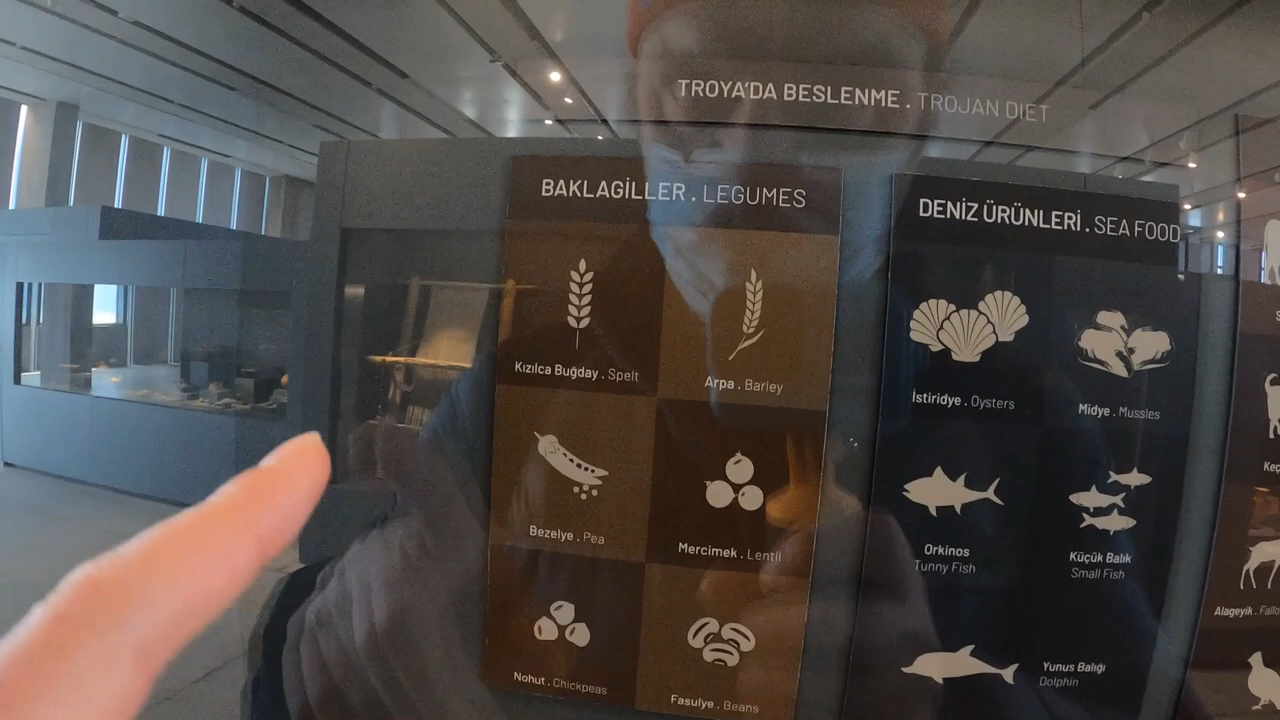 TROYA'DA BESLENME . TROJAN DIET
BAKLAGİLLER . LEGUMES
Kızılca Buğday . Spelt
Arpa . Barley
Bezelye . Pea
Mercimek . Lentil
Nohut . Chickpeas
Fasulye . Beans
DENİZ ÜRÜNLERİ . SEA FOOD
İstiridye . Oysters
Midye . Mussles
Orkinos
Tunny Fish
Küçük Balık
Small Fish
Yunus Balığı
Dolphin
Alageyik .